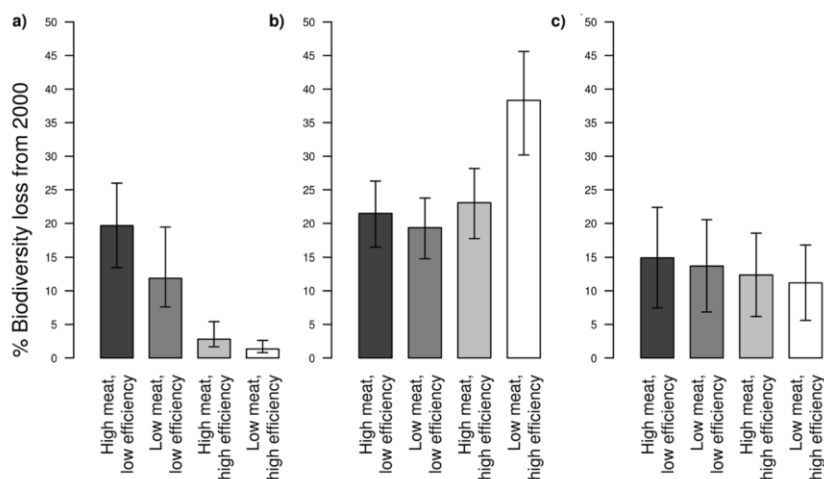 a)
b)
c)
% Biodiversity loss from 2000
50
45
40
35
30
25
20
15
10
5
0
High meat,
low efficiency
Low meat,
low efficiency
High meat,
high efficiency
Low meat,
high efficiency
50
45
40
35
30
25
20
15
10
5
0
High meat,
low efficiency
Low meat,
low efficiency
High meat,
high efficiency
Low meat,
high efficiency
50
45
40
35
30
25
20
15
10
5
0
High meat,
low efficiency
Low meat,
low efficiency
High meat,
high efficiency
Low meat,
high efficiency